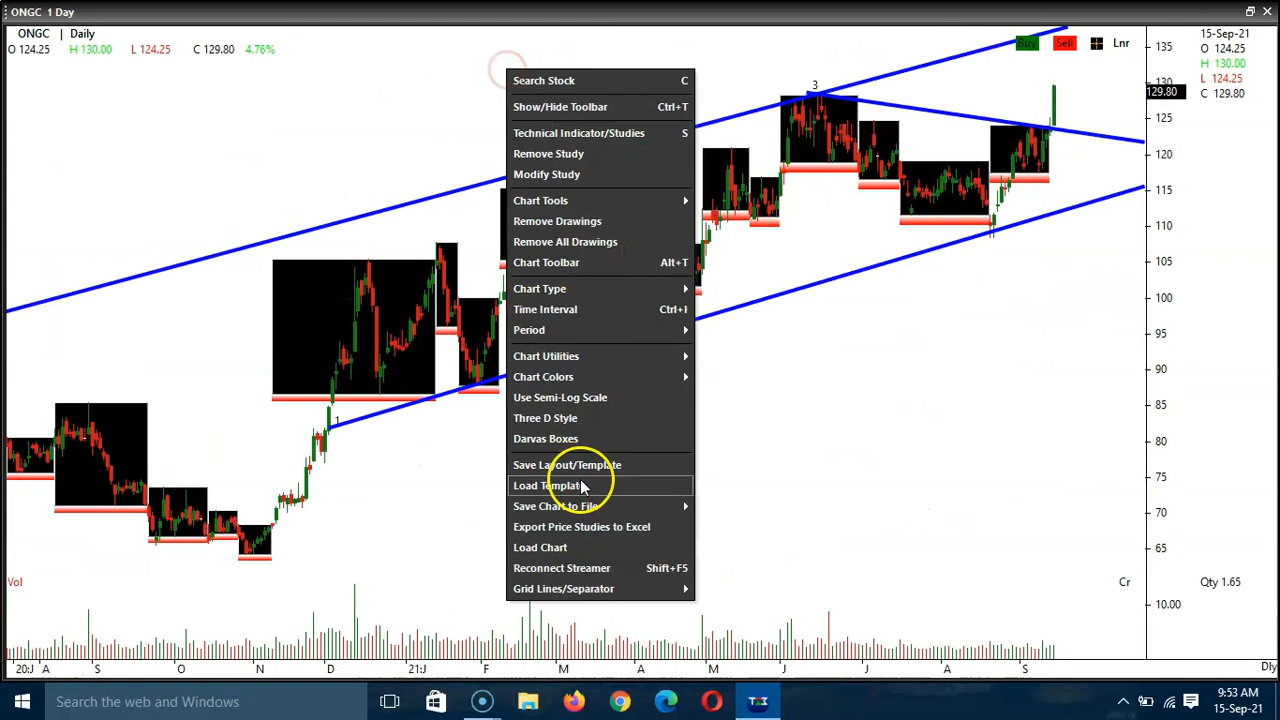 ONGC 1 Day
ONGC | Daily
O 124.25 H 130.00 L 124.25 C 129.80 4.76%
Buy Sell Lnr
15-Sep-21
O 124.25
H 130.00
L 124.25
C 129.80
135
130
129.80
125
120
115
110
105
100
95
90
85
80
75
70
65
3
1
Search Stock C
Show/Hide Toolbar Ctrl+T
Technical Indicator/Studies S
Remove Study
Modify Study
Chart Tools
Remove Drawings
Remove All Drawings
Chart Toolbar Alt+T
Chart Type
Time Interval Ctrl+I
Period
Chart Utilities
Chart Colors
Use Semi-Log Scale
Three D Style
Darvas Boxes
Save Layout/Template
Load Template
Save Chart to File
Export Price Studies to Excel
Load Chart
Reconnect Streamer Shift+F5
Grid Lines/Separator
Vol Cr Qty 1.65
10.00
20:J A S O N D 21:J F M A M J J A S Dly
Search the web and Windows
9:53 AM
15-Sep-21